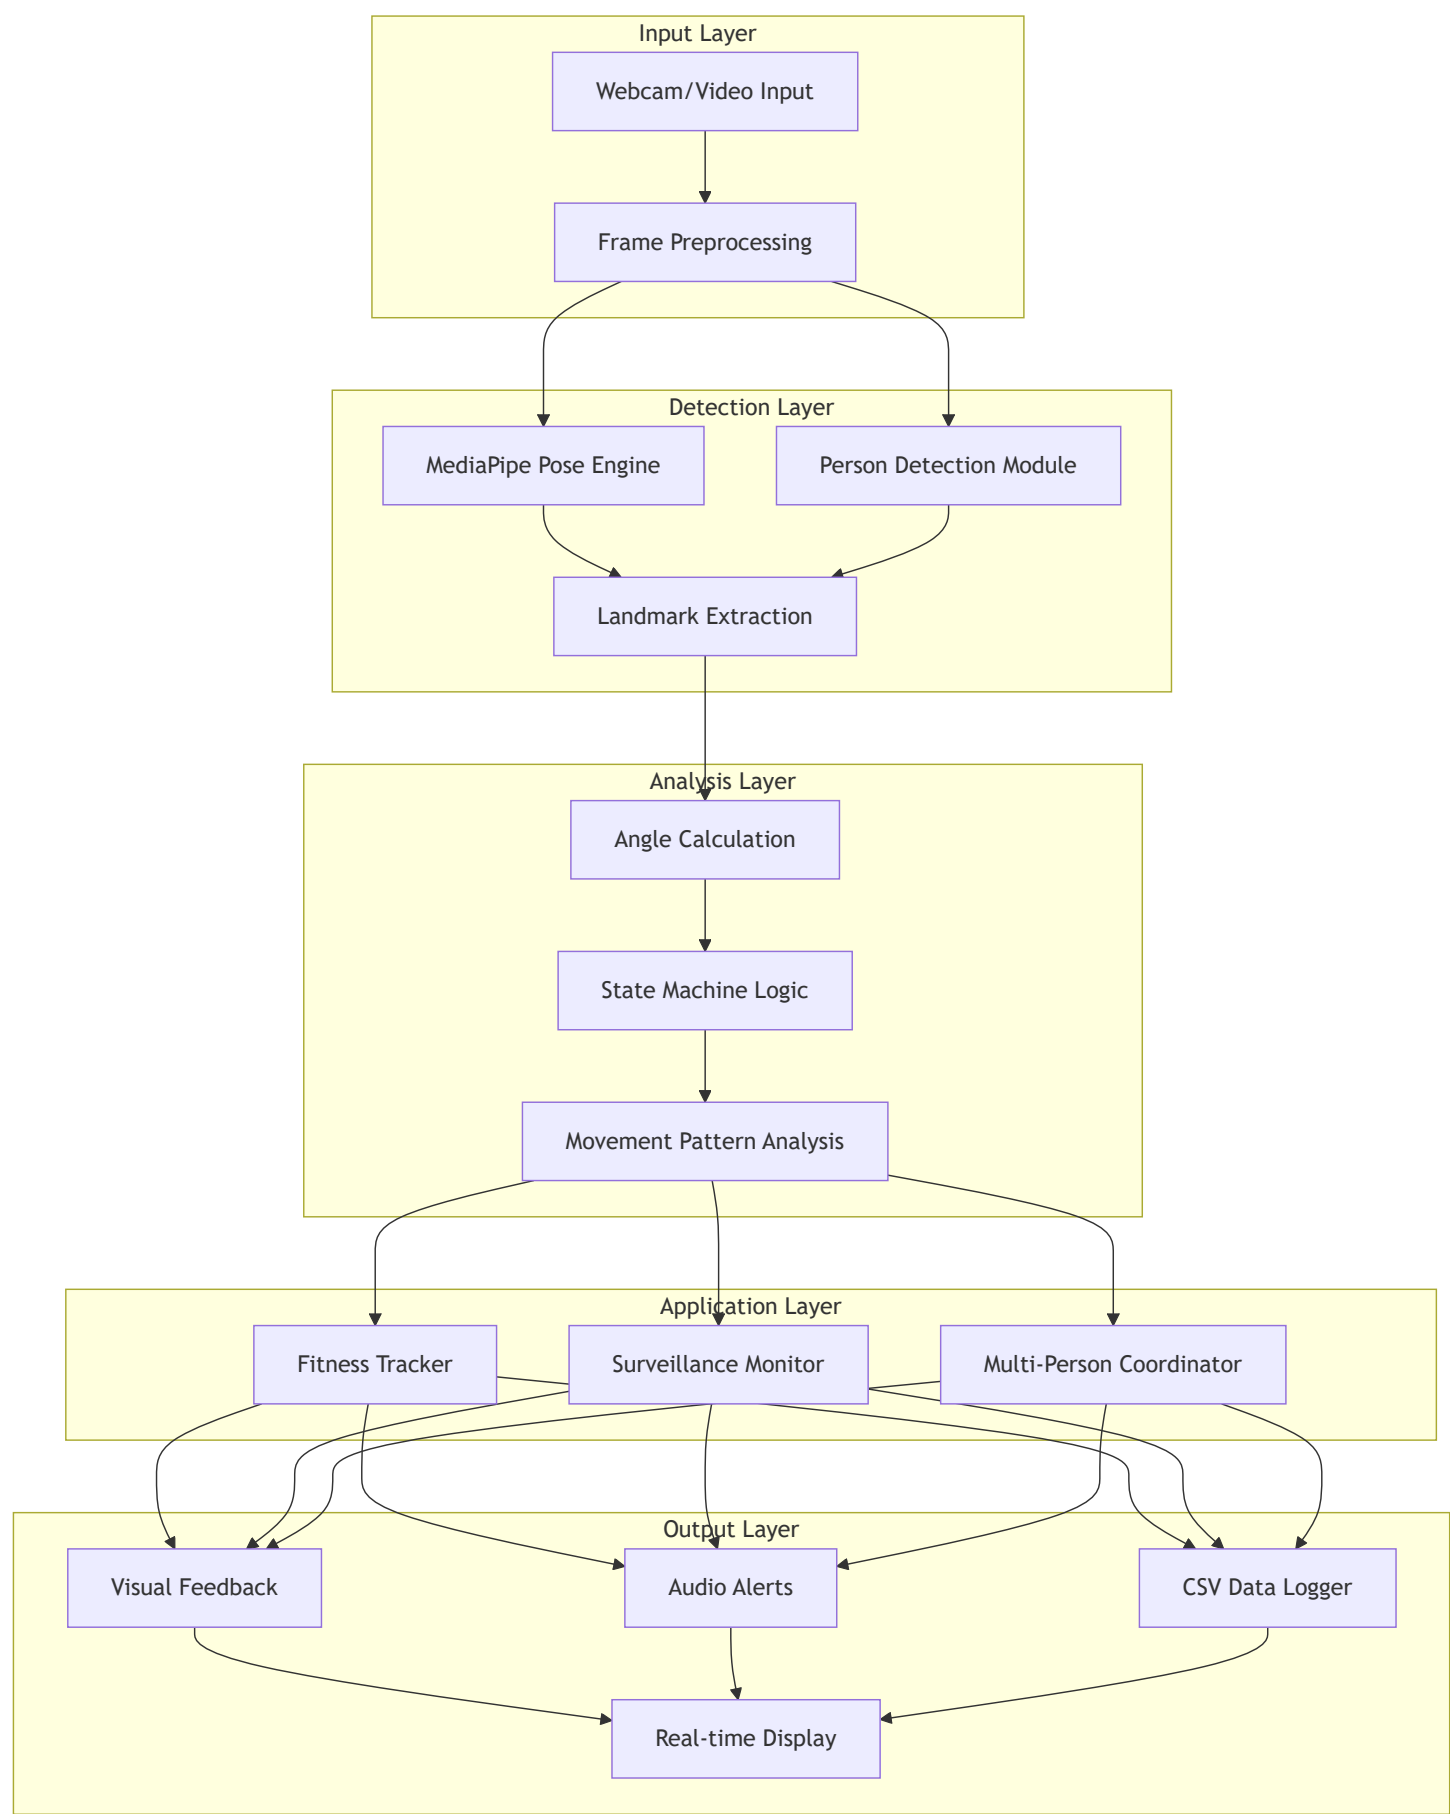 Input Layer
Webcam/Video Input
Frame Preprocessing
Detection Layer
MediaPipe Pose Engine
Person Detection Module
Landmark Extraction
Analysis Layer
Angle Calculation
State Machine Logic
Movement Pattern Analysis
Application Layer
Fitness Tracker
Surveillance Monitor
Multi-Person Coordinator
Output Layer
Visual Feedback
Audio Alerts
CSV Data Logger
Real-time Display